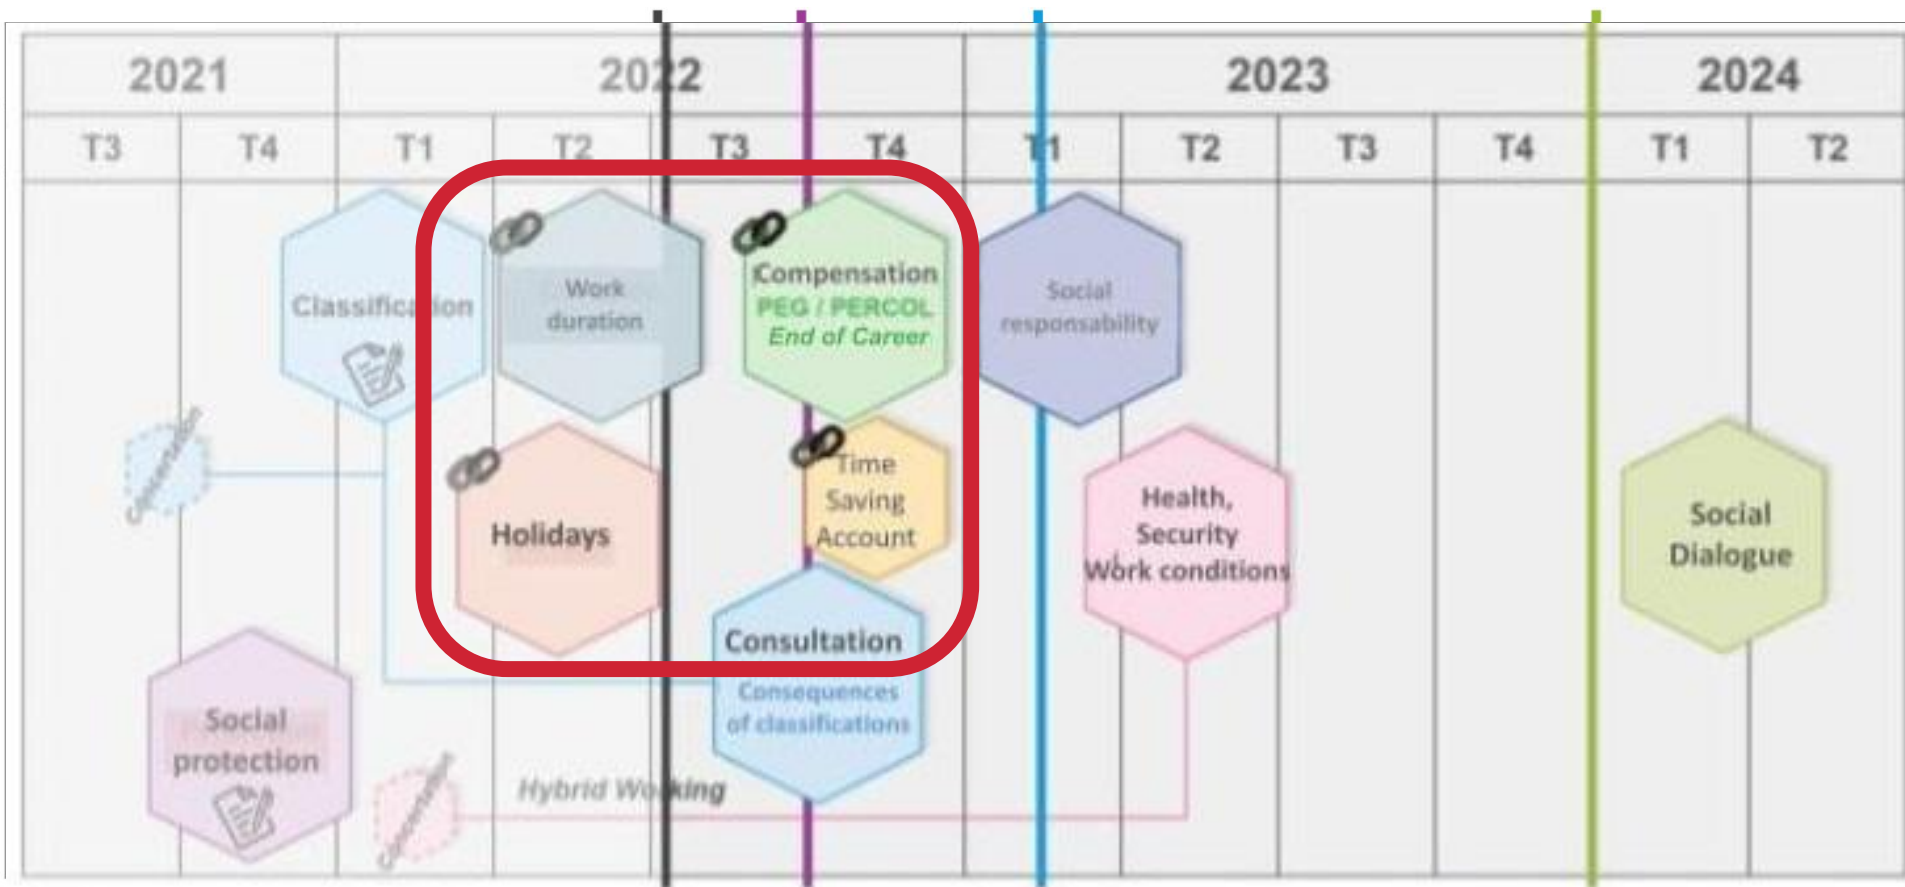 2021 2022 2023 2024
T3 T4 T1 T2 T3 T4 T1 T2 T3 T4 T1 T2
Classification
Work
duration
Compensation
PEG / PERCOL
End of Career
Social
responsability
Concertation
Holidays
Time
Saving
Account
Health,
Security
Work conditions
Social
Dialogue
Consultation
Consequences
of classifications
Social
protection
Concertation
Hybrid Working